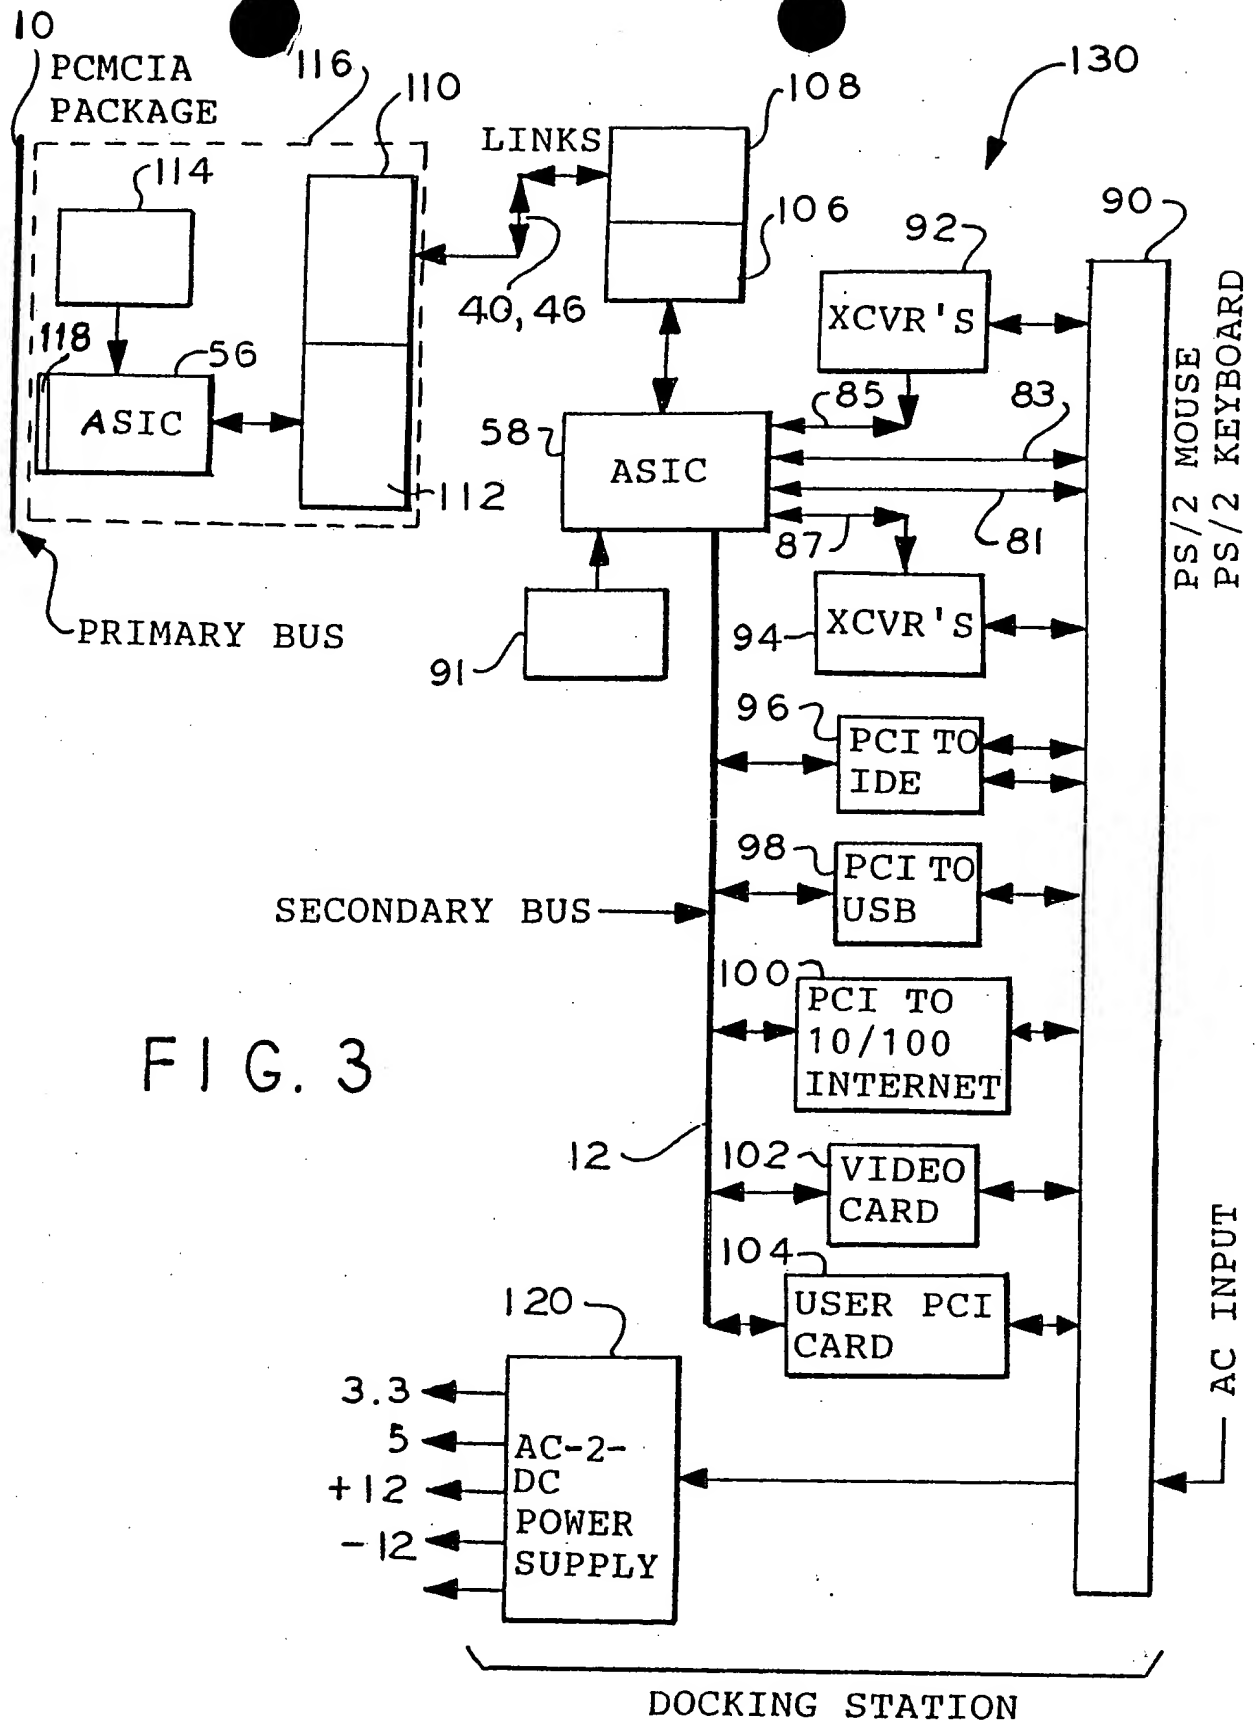 10
PCMCIA
PACKAGE
116
110
LINKS
108
130
114
106
92
90
40, 46
XCVR'S
118
56
ASIC
85
83
58
ASIC
112
87
81
PS/2 MOUSE
PS/2 KEYBOARD
PRIMARY BUS
91
94
XCVR'S
96
PCI TO
IDE
98
PCI TO
USB
SECONDARY BUS
100
PCI TO
10/100
INTERNET
FIG. 3
12
102
VIDEO
CARD
104
USER PCI
CARD
AC INPUT
120
3.3
5
+12
-12
AC-2-
DC
POWER
SUPPLY
DOCKING STATION